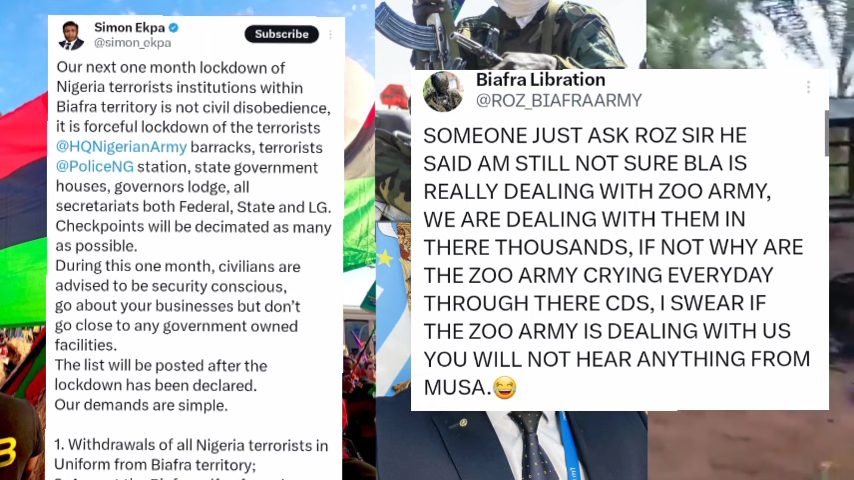 Simon Ekpa
@simon_ekpa
Subscribe
Our next one month lockdown of
Nigeria terrorists institutions within
Biafra territory is not civil disobedience,
it is forceful lockdown of the terrorists
@HQNigerianArmy barracks, terrorists
@PoliceNG station, state government
houses, governors lodge, all
secretariats both Federal, State and LG.
Checkpoints will be decimated as many
as possible.
During this one month, civilians are
advised to be security conscious,
go about your businesses but don't
go close to any government owned
facilities.
The list will be posted after the
lockdown has been declared.
Our demands are simple.
1. Withdrawals of all Nigeria terrorists in
Uniform from Biafra territory;
Biafra Libration
@ROZ_BIAFRAARMY
SOMEONE JUST ASK ROZ SIR HE
SAID AM STILL NOT SURE BLA IS
REALLY DEALING WITH ZOO ARMY,
WE ARE DEALING WITH THEM IN
THERE THOUSANDS, IF NOT WHY ARE
THE ZOO ARMY CRYING EVERYDAY
THROUGH THERE CDS, I SWEAR IF
THE ZOO ARMY IS DEALING WITH US
YOU WILL NOT HEAR ANYTHING FROM
MUSA.😂